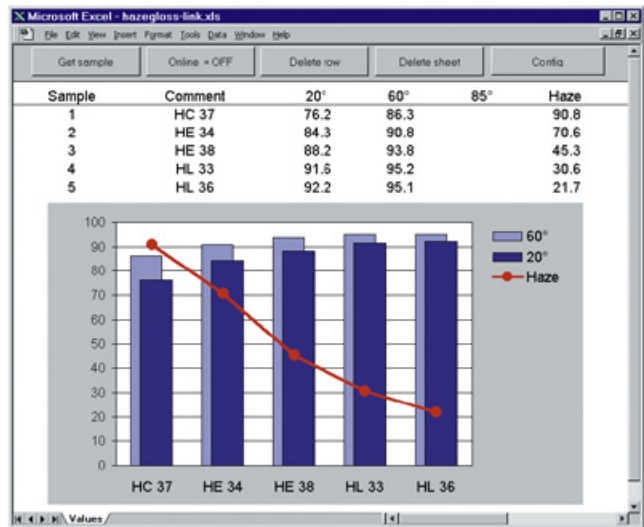 Microsoft Excel - hazegloss-link.xls
File Edit View Insert Format Tools Data Window Help
Get sample Online = OFF Delete row Delete sheet Config
Sample Comment 20° 60° 85° Haze
1 HC 37 76.2 86.3 90.8
2 HE 34 84.3 90.8 70.6
3 HE 38 88.2 93.8 45.3
4 HL 33 91.6 95.2 30.6
5 HL 36 92.2 95.1 21.7
100
90
80
70
60
50
40
30
20
10
0
HC 37 HE 34 HE 38 HL 33 HL 36
60°
20°
Haze
Values